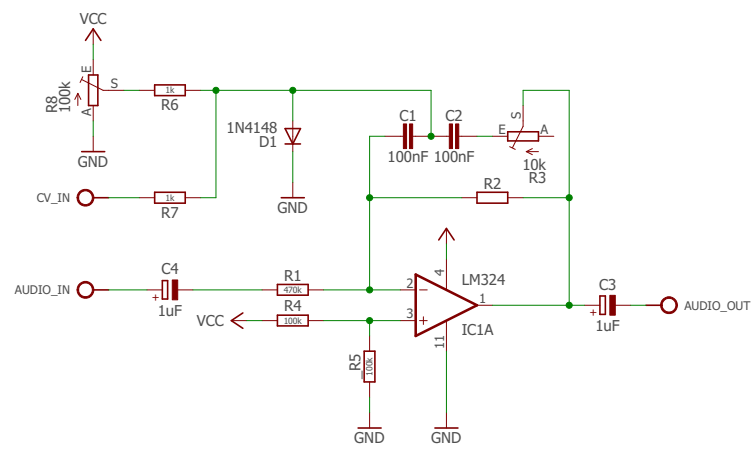 VCC
E
S
A
R8
100k
GND
1k
R6
1N4148
D1
GND
C1
100nF
C2
100nF
S
E
A
10k
R3
CV_IN
1k
R7
R2
AUDIO_IN
C4
+
1uF
R1
470k
R4
100k
VCC
R5
100k
GND
2
3
4
11
1
LM324
IC1A
GND
C3
+
1uF
AUDIO_OUT